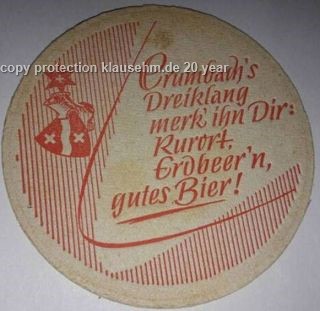 copy protection klausehm.de 20 year
Crumbach's
Dreiklang
merk' ihn Dir:
Kurort,
Erdbeer'n,
gutes Bier!